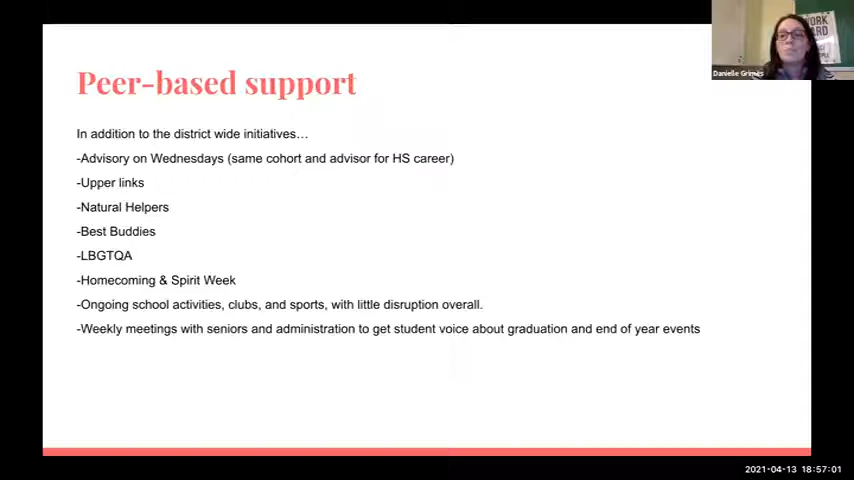 Peer-based support
In addition to the district wide initiatives…
-Advisory on Wednesdays (same cohort and advisor for HS career)
-Upper links
-Natural Helpers
-Best Buddies
-LBGTQA
-Homecoming & Spirit Week
-Ongoing school activities, clubs, and sports, with little disruption overall.
-Weekly meetings with seniors and administration to get student voice about graduation and end of year events
Danielle Grimes
2021-04-13 18:57:01